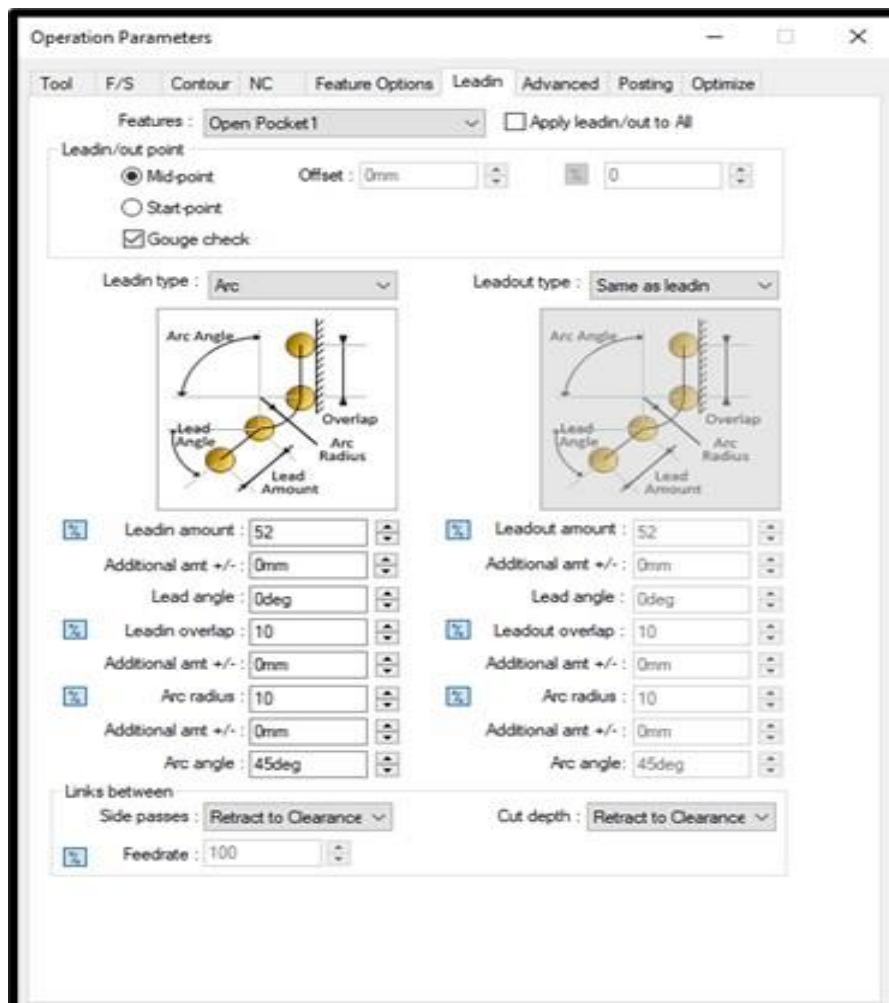 Operation Parameters
Tool F/S Contour NC Feature Options Leadin Advanced Posting Optimize
Features : Open Pocket1 Apply leadin/out to All
Leadin/out point
Mid-point Offset : 0mm % 0
Start-point
Gouge check
Leadin type : Arc Leadout type : Same as leadin
Arc Angle Arc Angle
Overlap Overlap
Lead Angle Arc Radius Lead Angle Arc Radius
Lead Amount Lead Amount
% Leadin amount : 52 % Leadout amount : 52
Additional amt +/- : 0mm Additional amt +/- : 0mm
Lead angle : 0deg Lead angle : 0deg
% Leadin overlap : 10 % Leadout overlap : 10
Additional amt +/- : 0mm Additional amt +/- : 0mm
% Arc radius : 10 % Arc radius : 10
Additional amt +/- : 0mm Additional amt +/- : 0mm
Arc angle : 45deg Arc angle: 45deg
Links between
Side passes : Retract to Clearance Cut depth : Retract to Clearance
% Feedrate : 100